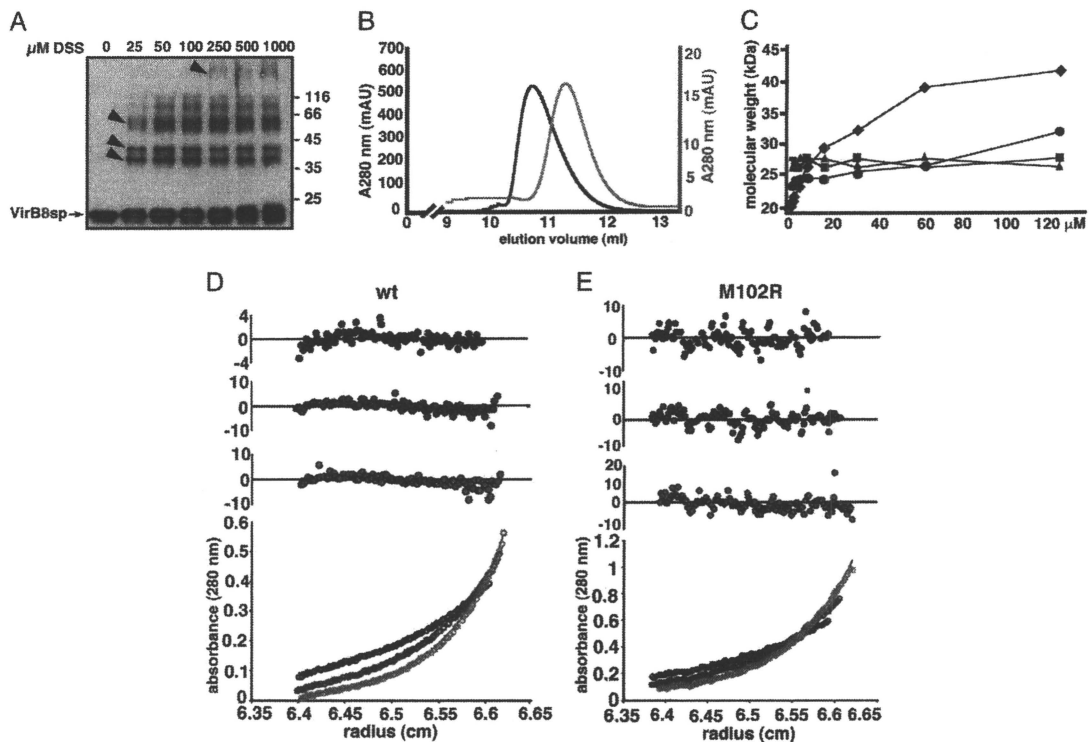 A
µM DSS 0 25 50 100 250 500 1000
116
66
45
35
25
VirB8sp
B
A280 nm (mAU)
700
600
500
400
300
200
100
0
0 9 10 11 12 13
elution volume (ml)
20
15
10
5
0
A280 nm (mAU)
C
molecular weight (kDa)
45
40
35
30
25
20
0 20 40 60 80 100 120 µM
D
wt
4
0
-4
10
0
-10
10
0
-10
absorbance (280 nm)
0.6
0.5
0.4
0.3
0.2
0.1
0
6.35 6.4 6.45 6.5 6.55 6.6 6.65
radius (cm)
E
M102R
10
0
-10
10
0
-10
20
10
0
-10
absorbance (280 nm)
1.2
1
0.8
0.6
0.4
0.2
0
6.35 6.4 6.45 6.5 6.55 6.6 6.65
radius (cm)